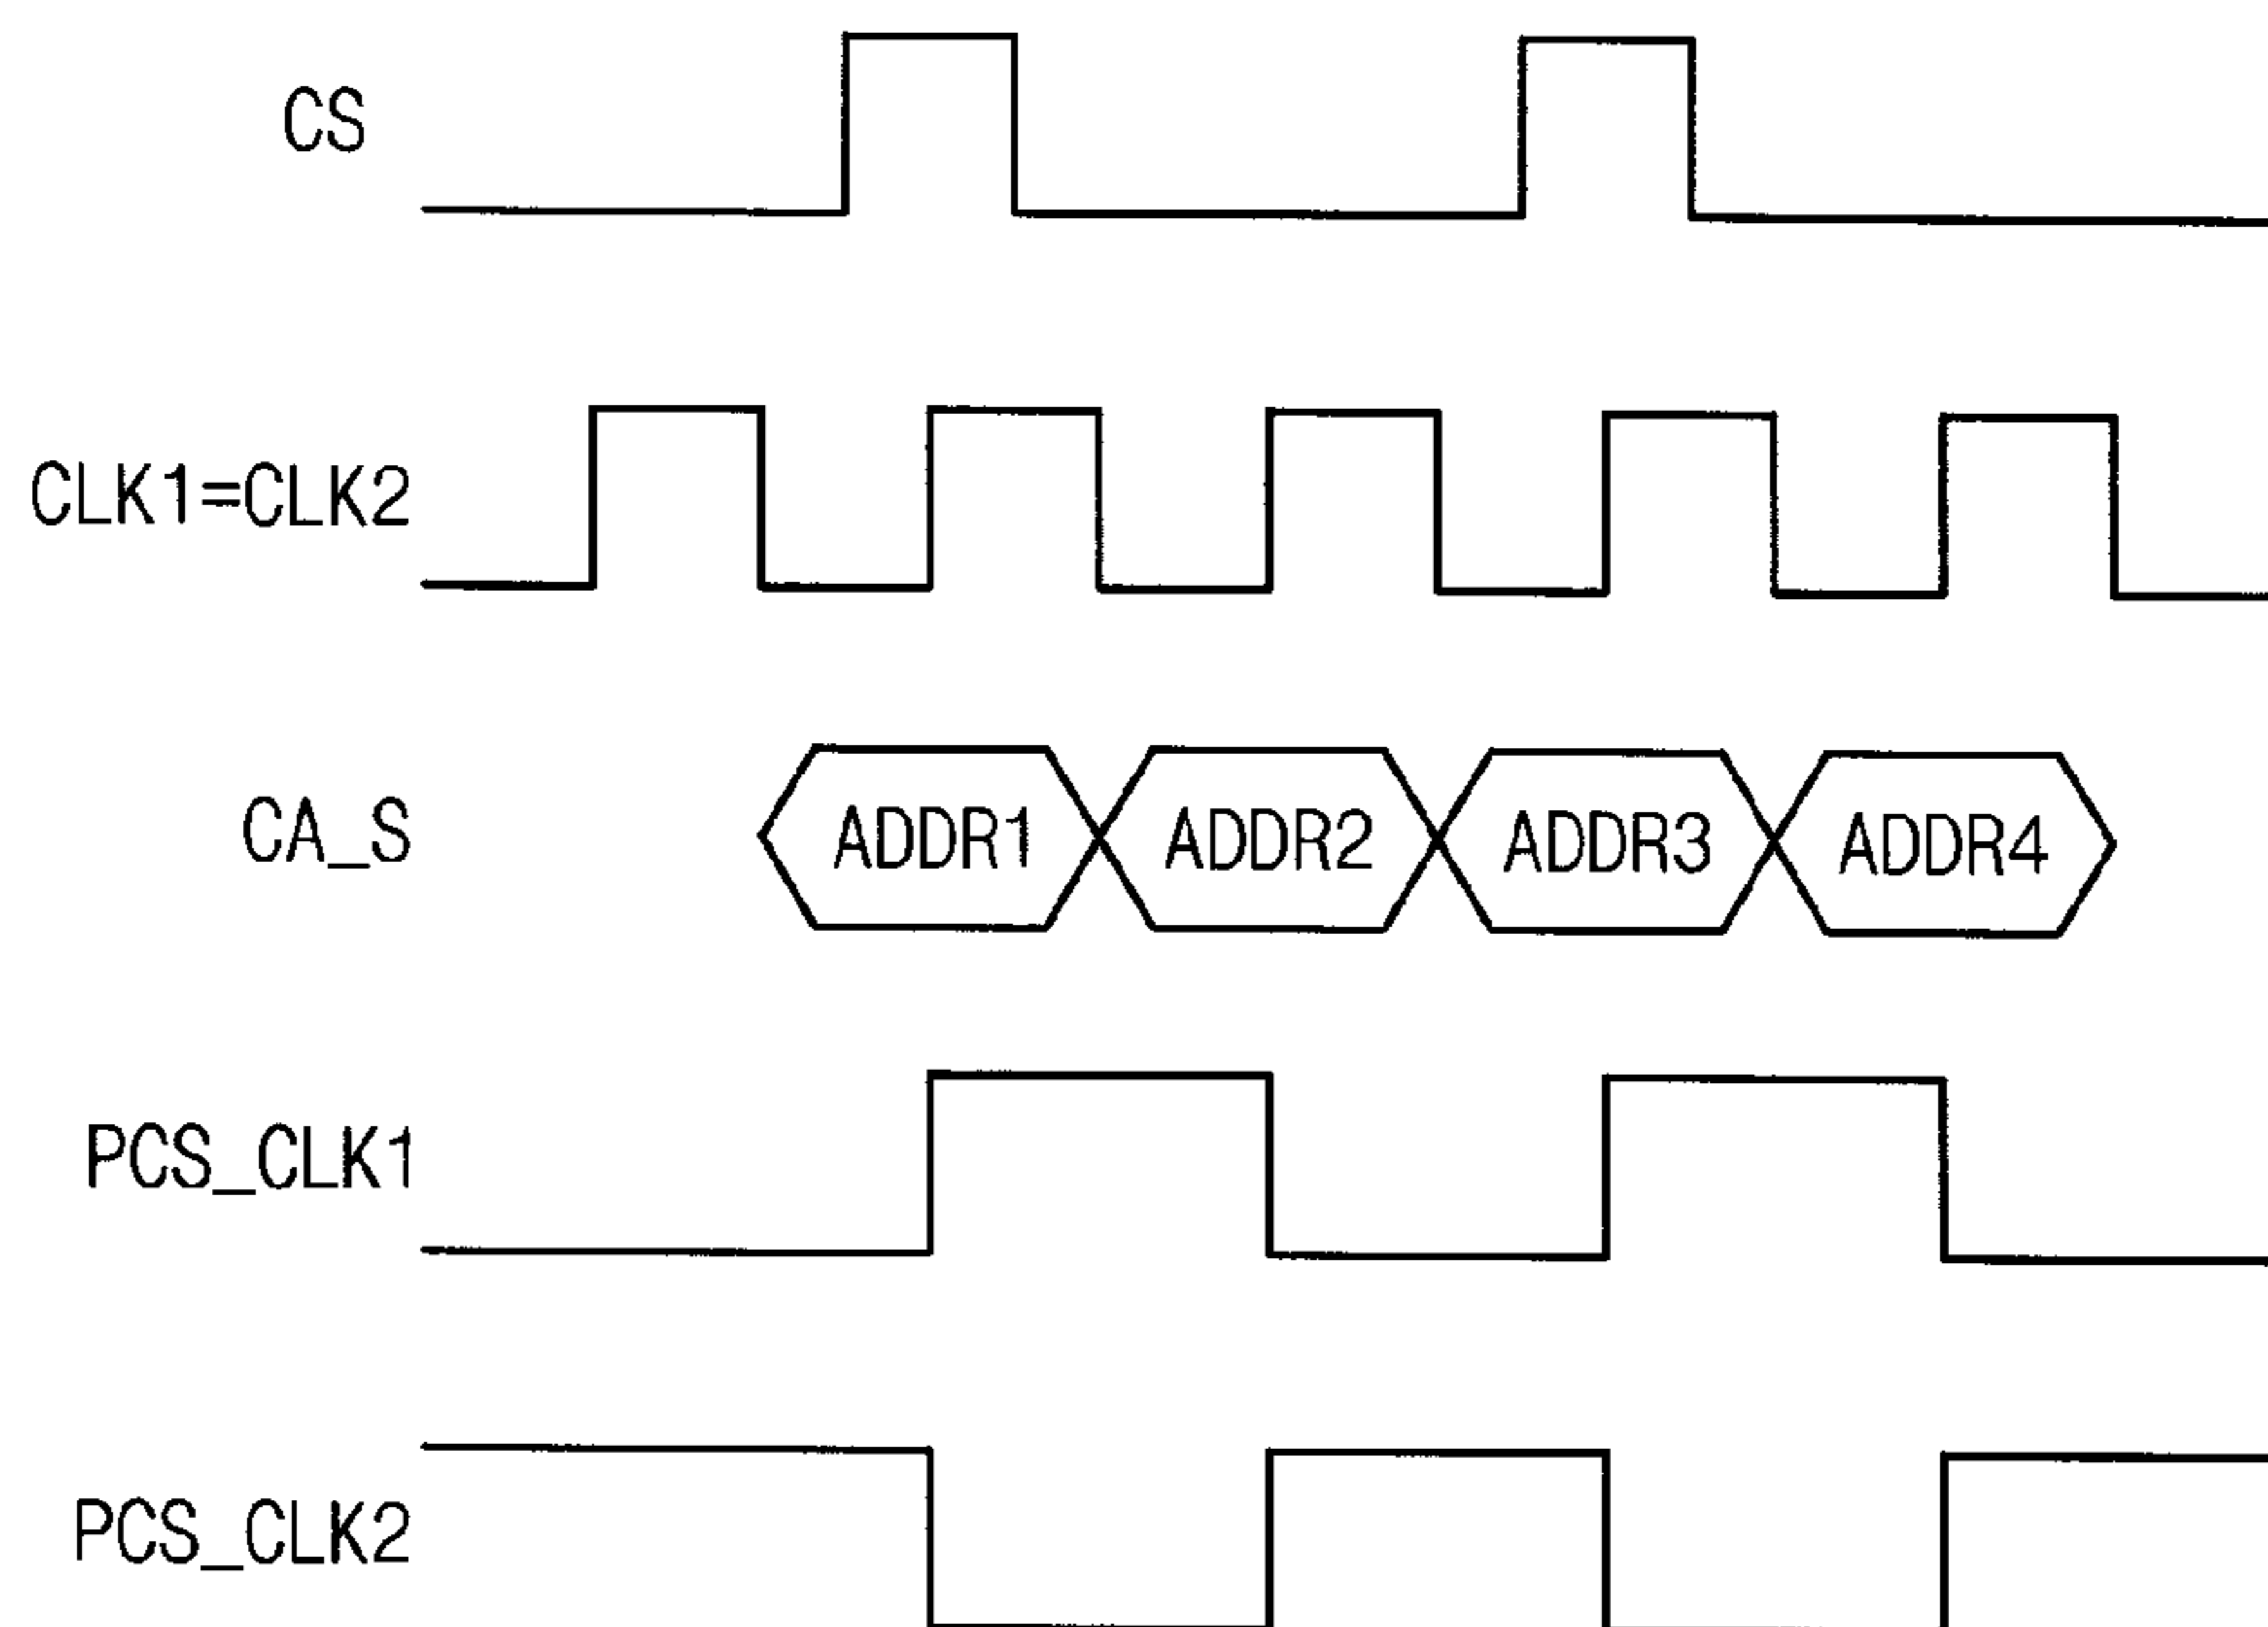 CS
CLK1=CLK2
CA_S
ADDR1 ADDR2 ADDR3 ADDR4
PCS_CLK1
PCS_CLK2